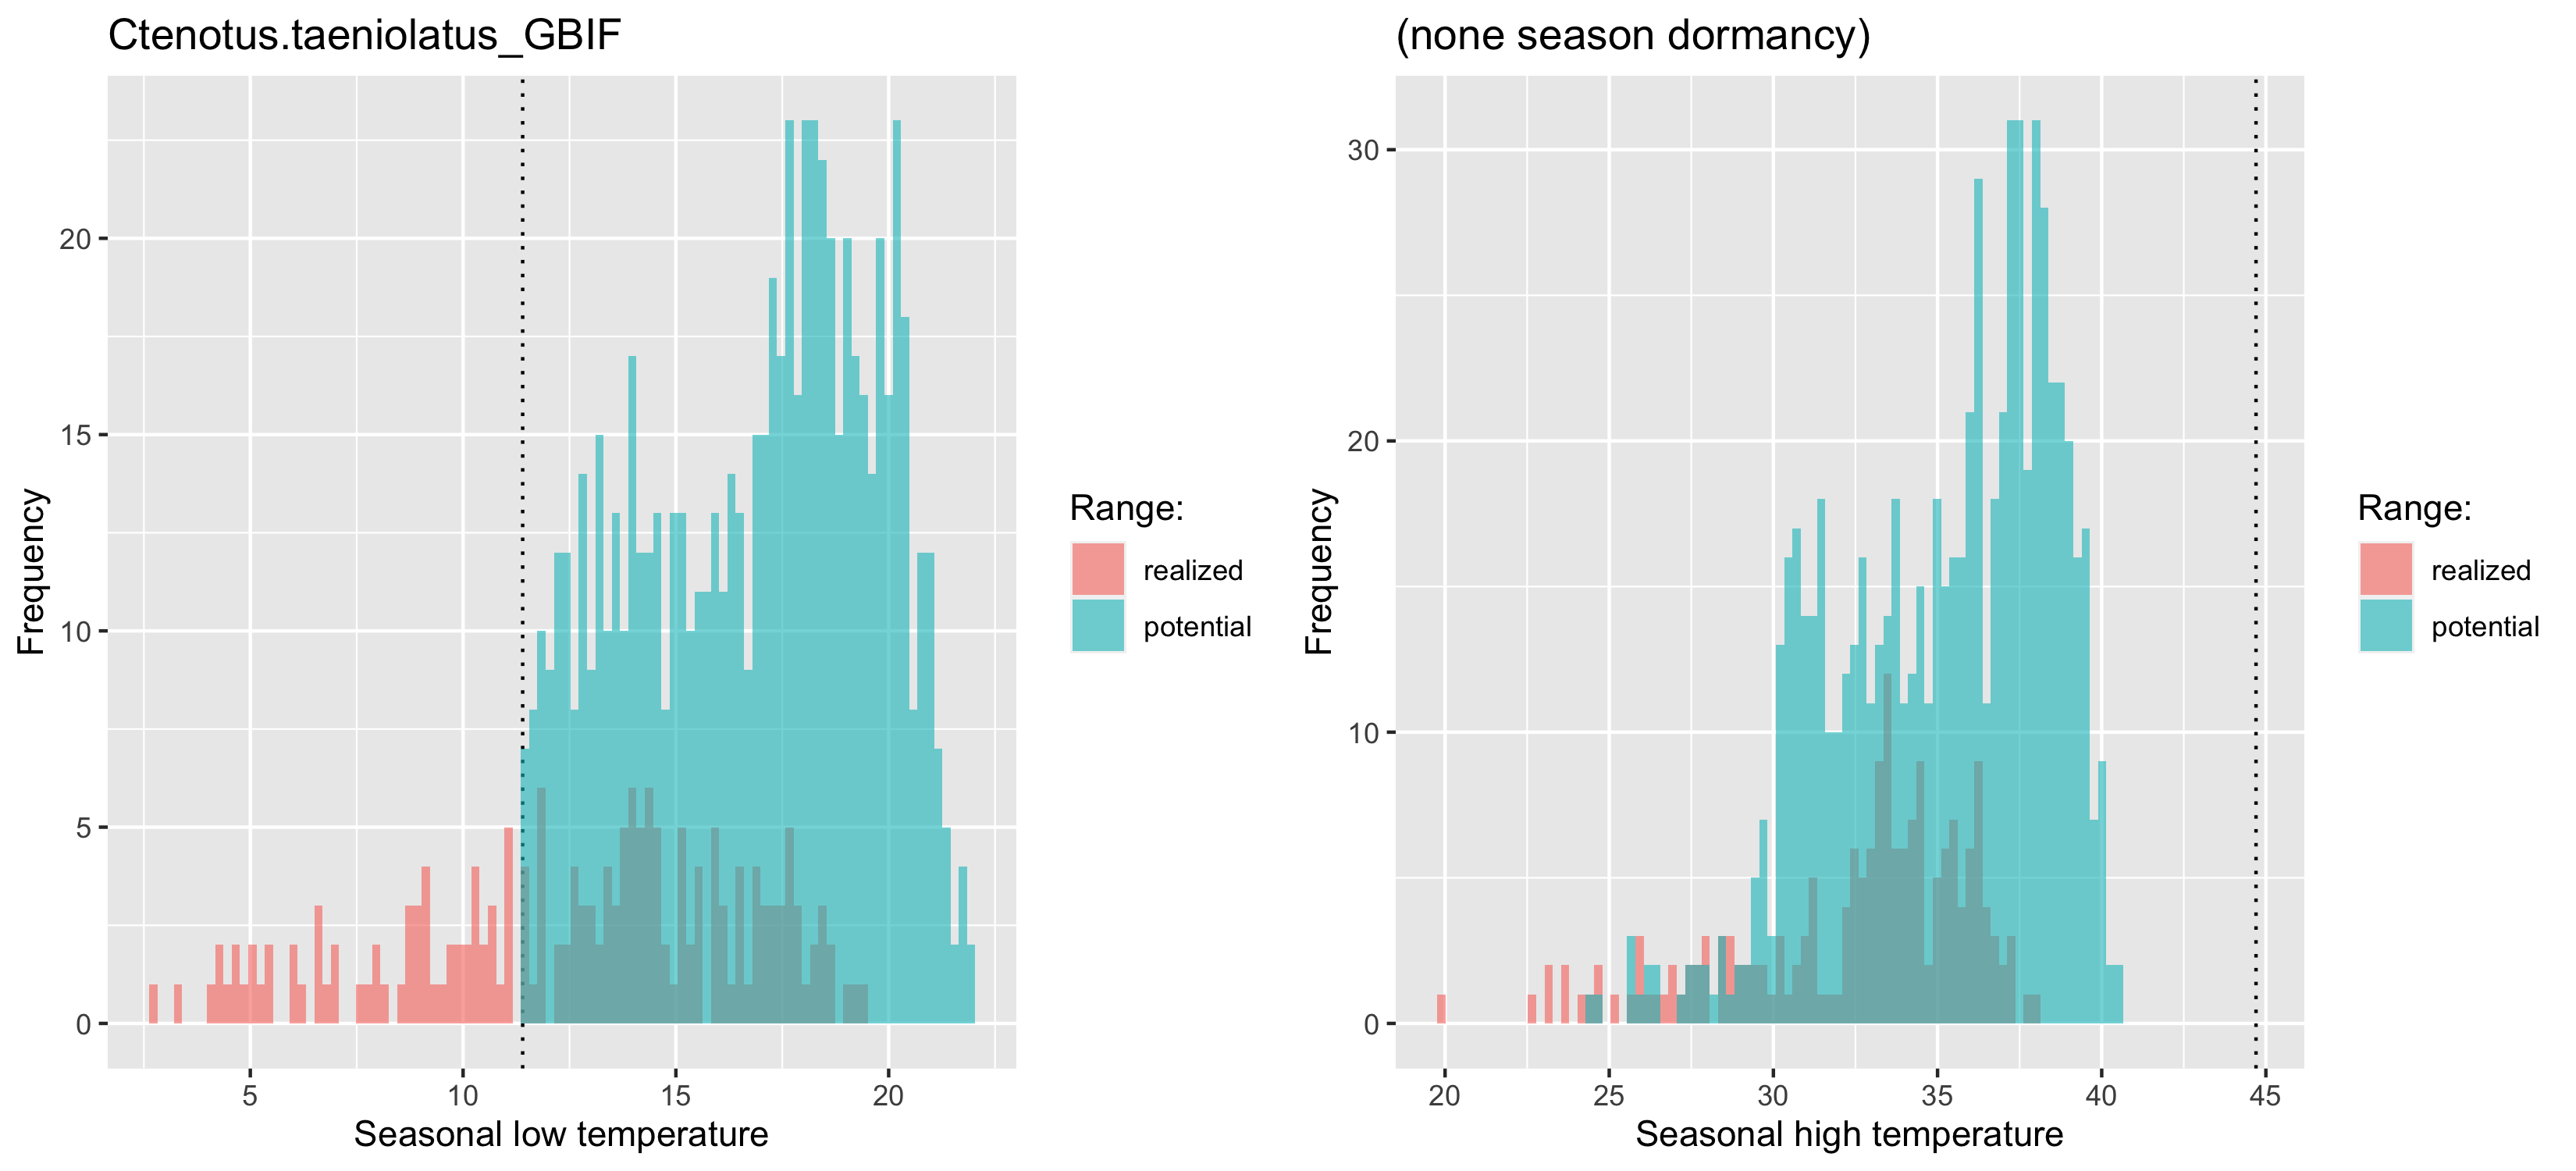 Ctenotus.taeniolatus_GBIF
20
15
10
5
0
Frequency
5 10 15 20
Seasonal low temperature
Range:
realized
potential
(none season dormancy)
30
20
10
0
Frequency
20 25 30 35 40 45
Seasonal high temperature
Range:
realized
potential